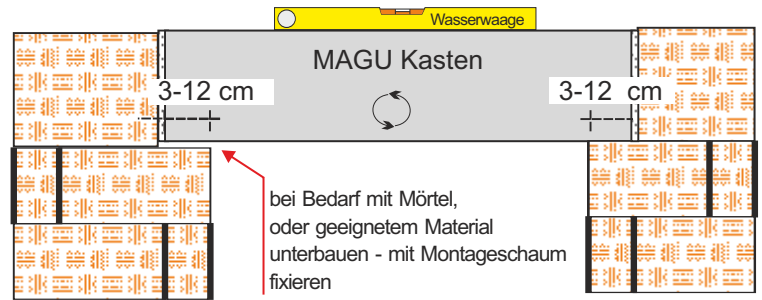 Wasserwaage
MAGU Kasten
3-12 cm
3-12 cm
bei Bedarf mit Mörtel,
oder geeignetem Material
unterbauen - mit Montageschaum
fixieren